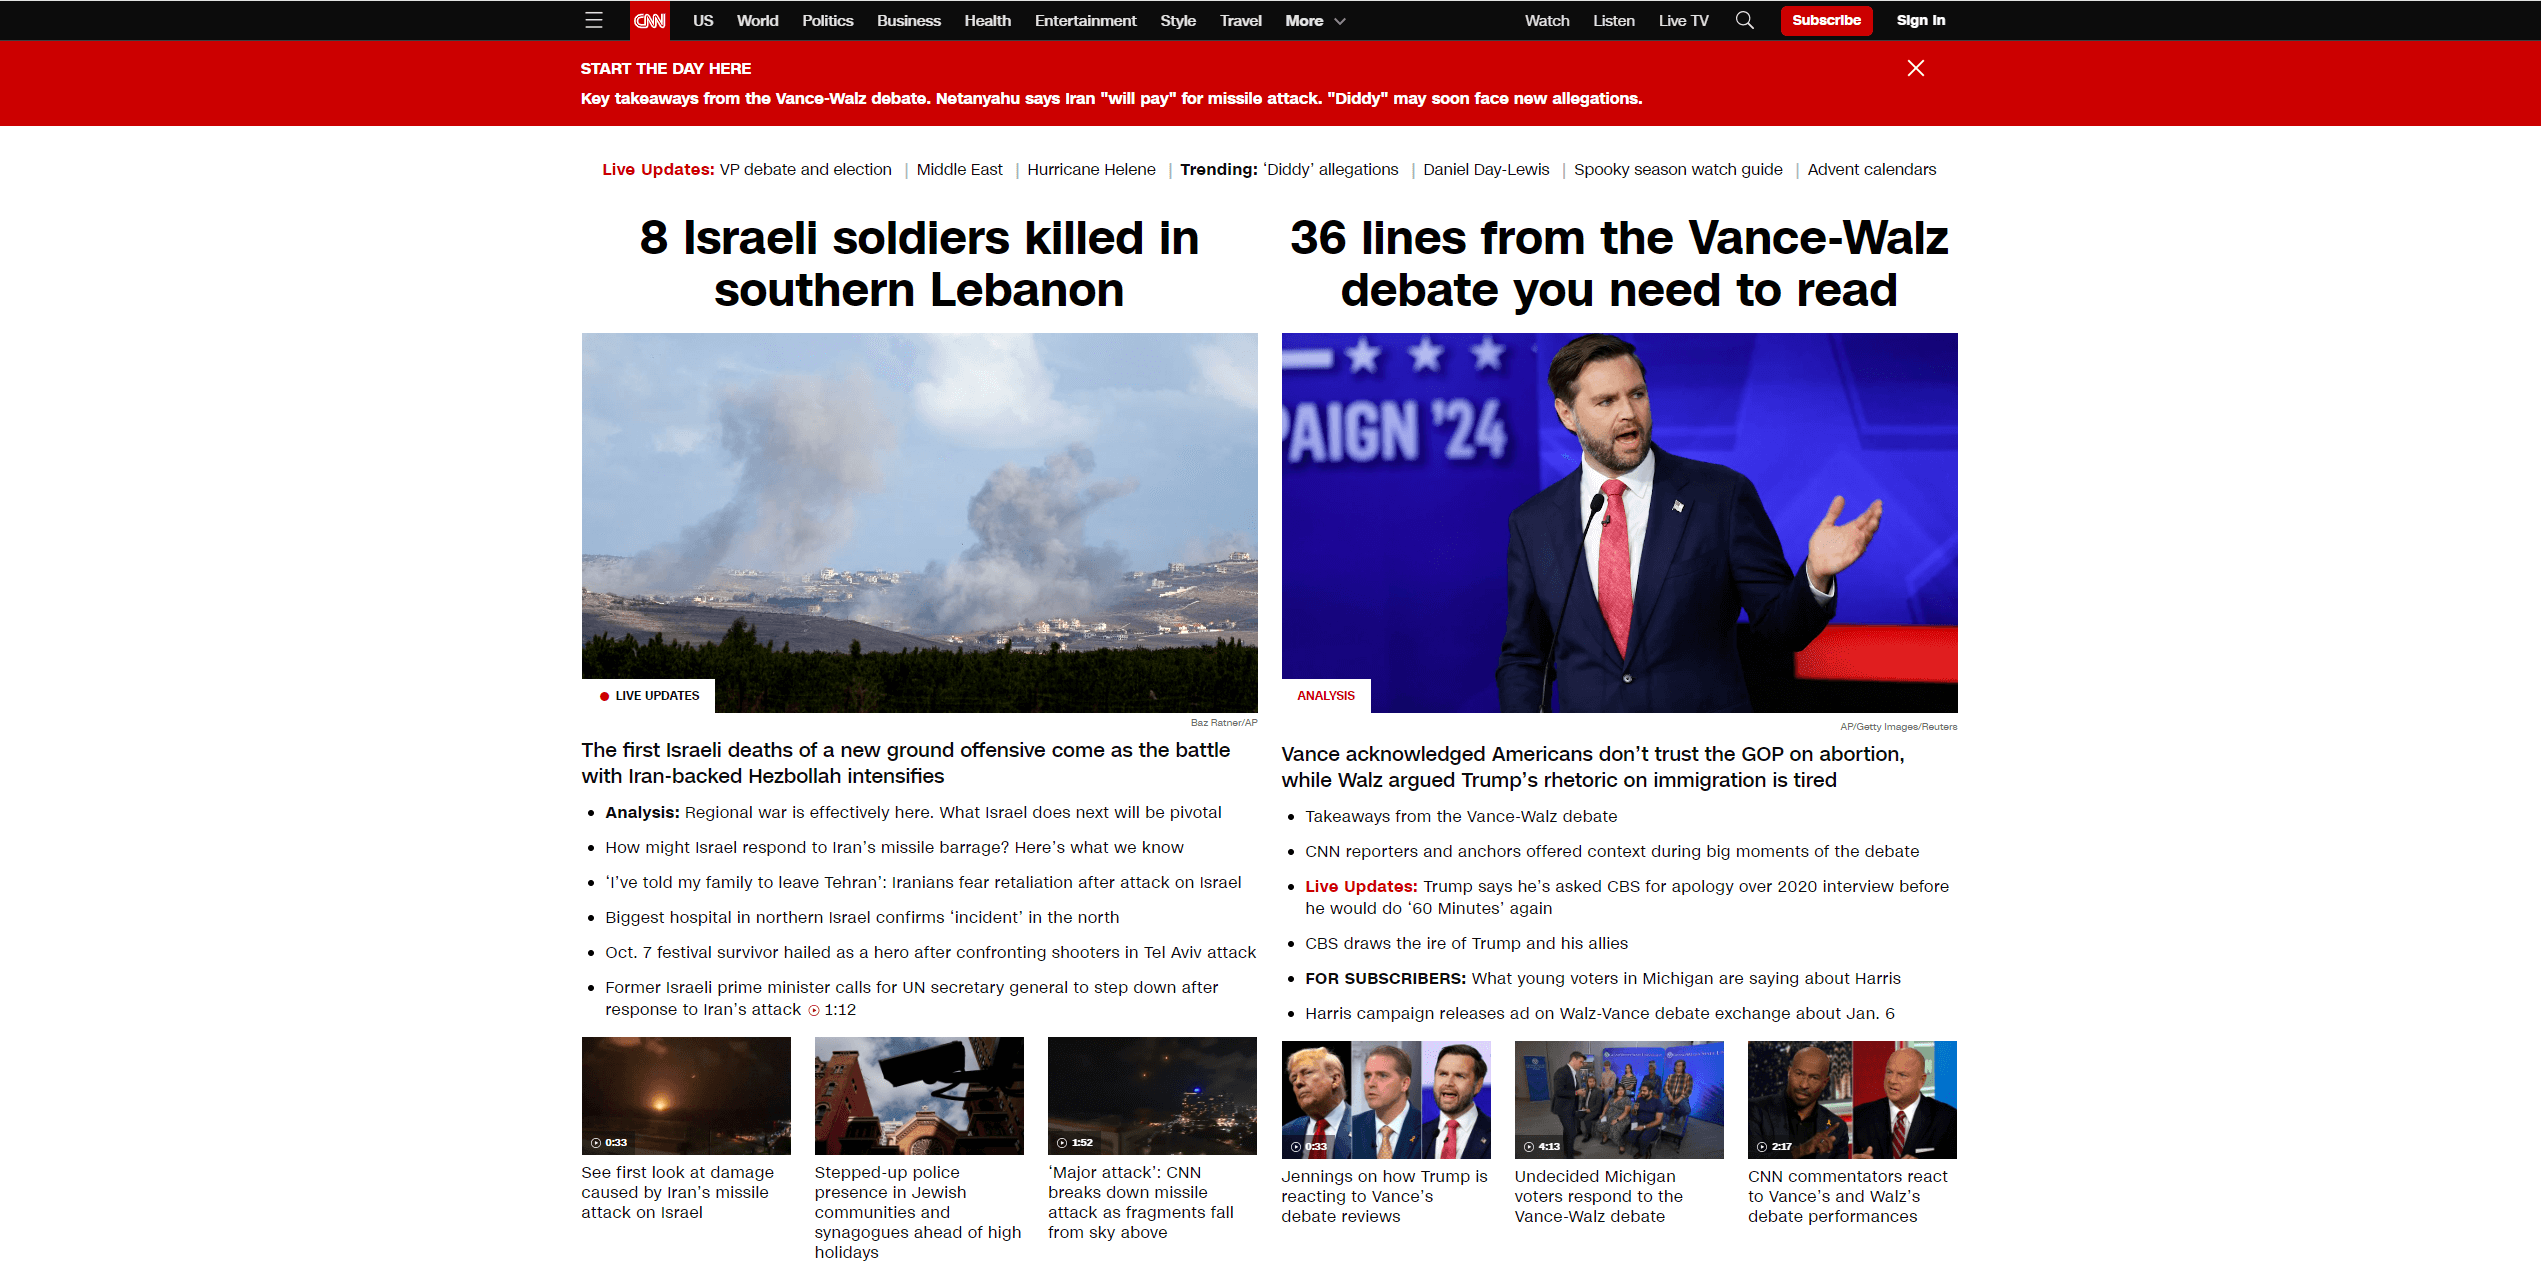 CNN US World Politics Business Health Entertainment Style Travel More Watch Listen Live TV Subscribe Sign in
START THE DAY HERE
Key takeaways from the Vance-Walz debate. Netanyahu says Iran "will pay" for missile attack. "Diddy" may soon face new allegations.
Live Updates: VP debate and election | Middle East | Hurricane Helene | Trending: ‘Diddy’ allegations | Daniel Day-Lewis | Spooky season watch guide | Advent calendars
8 Israeli soldiers killed in
southern Lebanon
LIVE UPDATES
Baz Ratner/AP
The first Israeli deaths of a new ground offensive come as the battle
with Iran-backed Hezbollah intensifies
Analysis: Regional war is effectively here. What Israel does next will be pivotal
How might Israel respond to Iran’s missile barrage? Here’s what we know
‘I’ve told my family to leave Tehran’: Iranians fear retaliation after attack on Israel
Biggest hospital in northern Israel confirms ‘incident’ in the north
Oct. 7 festival survivor hailed as a hero after confronting shooters in Tel Aviv attack
Former Israeli prime minister calls for UN secretary general to step down after
response to Iran’s attack 1:12
0:33
See first look at damage
caused by Iran’s missile
attack on Israel
Stepped-up police
presence in Jewish
communities and
synagogues ahead of high
holidays
1:52
‘Major attack’: CNN
breaks down missile
attack as fragments fall
from sky above
36 lines from the Vance-Walz
debate you need to read
PAIGN ’24
ANALYSIS
AP/Getty Images/Reuters
Vance acknowledged Americans don’t trust the GOP on abortion,
while Walz argued Trump’s rhetoric on immigration is tired
Takeaways from the Vance-Walz debate
CNN reporters and anchors offered context during big moments of the debate
Live Updates: Trump says he’s asked CBS for apology over 2020 interview before
he would do ‘60 Minutes’ again
CBS draws the ire of Trump and his allies
FOR SUBSCRIBERS: What young voters in Michigan are saying about Harris
Harris campaign releases ad on Walz-Vance debate exchange about Jan. 6
0:33
Jennings on how Trump is
reacting to Vance’s
debate reviews
4:13
Undecided Michigan
voters respond to the
Vance-Walz debate
2:17
CNN commentators react
to Vance’s and Walz’s
debate performances